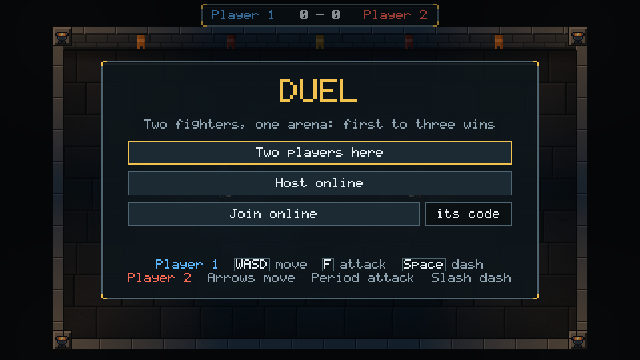 Player 1 0 — 0 Player 2
DUEL
Two fighters, one arena: first to three wins
Two players here
Host online
Join online its code
Player 1 WASD move F attack Space dash
Player 2 Arrows move Period attack Slash dash